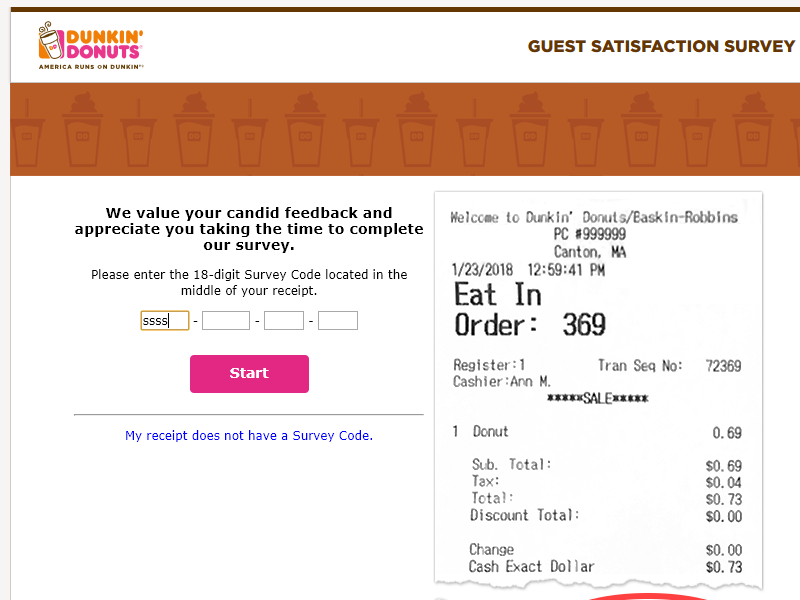 DUNKIN'
DONUTS
AMERICA RUNS ON DUNKIN'
GUEST SATISFACTION SURVEY
We value your candid feedback and
appreciate you taking the time to complete
our survey.
Please enter the 18-digit Survey Code located in the
middle of your receipt.
ssss - - -
Start
My receipt does not have a Survey Code.
Welcome to Dunkin' Donuts/Baskin-Robbins
PC #999999
Canton, MA
1/23/2018 12:59:41 PM
Eat In
Order: 369
Register:1 Tran Seq No: 72369
Cashier:Ann M.
*****SALE*****
1 Donut 0.69
Sub. Total: $0.69
Tax: $0.04
Total: $0.73
Discount Total: $0.00
Change $0.00
Cash Exact Dollar $0.73